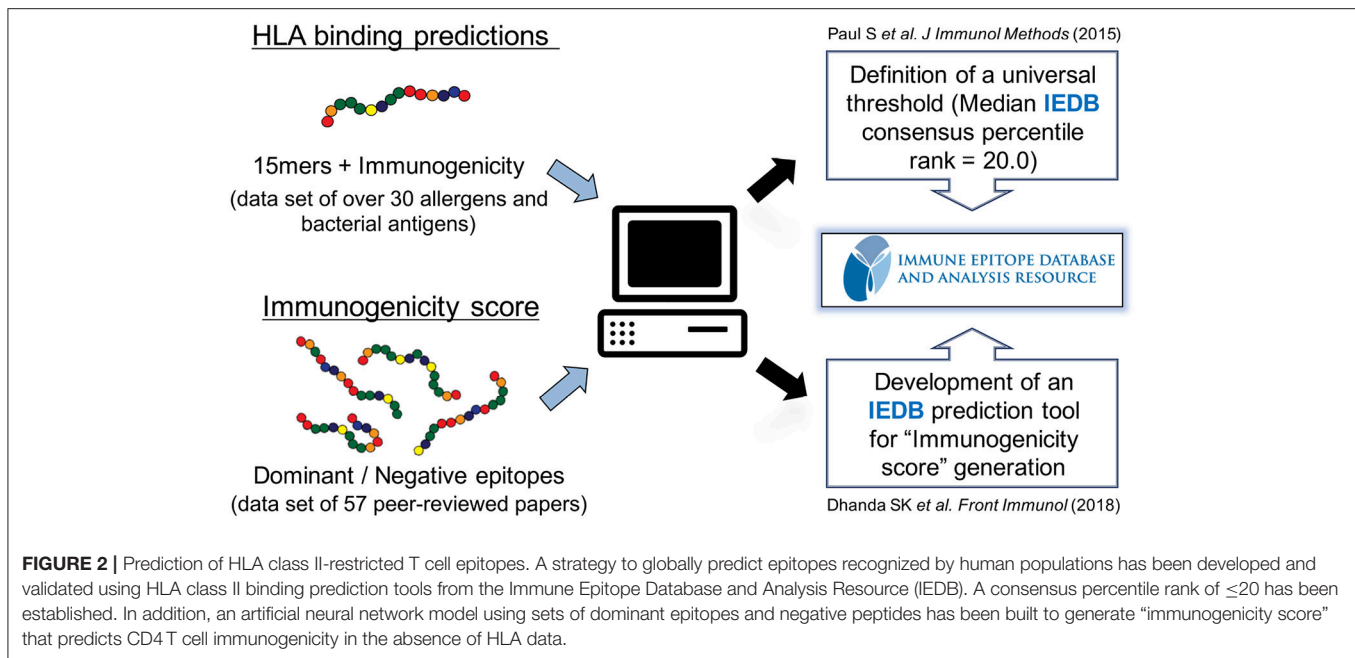 HLA binding predictions
15mers + Immunogenicity
(data set of over 30 allergens and
bacterial antigens)
Immunogenicity score
Dominant / Negative epitopes
(data set of 57 peer-reviewed papers)
Paul S et al. J Immunol Methods (2015)
Definition of a universal
threshold (Median IEDB
consensus percentile
rank = 20.0)
IMMUNE EPITOPE DATABASE
AND ANALYSIS RESOURCE
Development of an
IEDB prediction tool
for “Immunogenicity
score” generation
Dhanda SK et al. Front Immunol (2018)
FIGURE 2 | Prediction of HLA class II-restricted T cell epitopes. A strategy to globally predict epitopes recognized by human populations has been developed and
validated using HLA class II binding prediction tools from the Immune Epitope Database and Analysis Resource (IEDB). A consensus percentile rank of ≤20 has been
established. In addition, an artificial neural network model using sets of dominant epitopes and negative peptides has been built to generate “immunogenicity score”
that predicts CD4 T cell immunogenicity in the absence of HLA data.